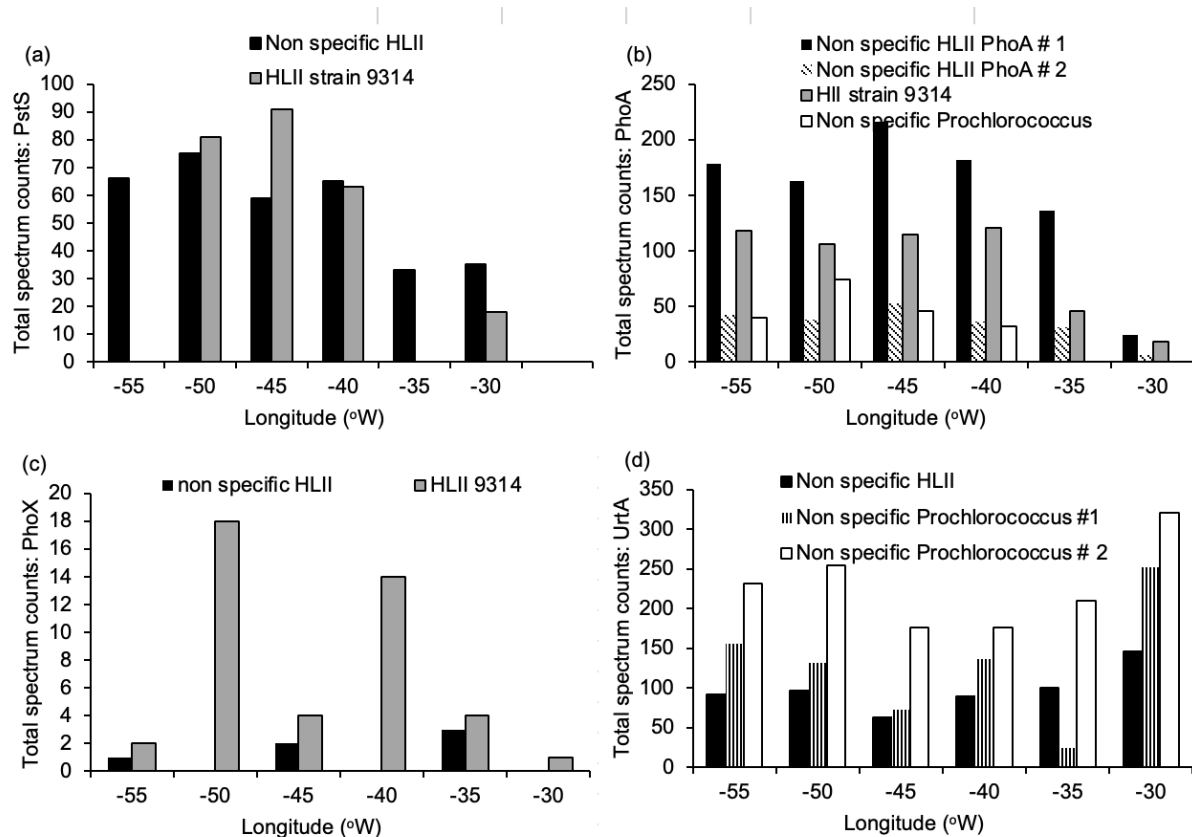 (a)
Non specific HLII
HLII strain 9314
Total spectrum counts: PstS
100
90
80
70
60
50
40
30
20
10
0
-55 -50 -45 -40 -35 -30
Longitude (°W)
(b)
Non specific HLII PhoA # 1
Non specific HLII PhoA # 2
HII strain 9314
Non specific Prochlorococcus
Total spectrum counts: PhoA
250
200
150
100
50
0
-55 -50 -45 -40 -35 -30
Longitude (°W)
(c)
non specific HLII HLII 9314
Total spectrum counts: PhoX
20
18
16
14
12
10
8
6
4
2
0
-55 -50 -45 -40 -35 -30
Longitude (°W)
(d)
Non specific HLII
Non specific Prochlorococcus #1
Non specific Prochlorococcus # 2
Total spectrum counts: UrtA
350
300
250
200
150
100
50
0
-55 -50 -45 -40 -35 -30
Longitude (°W)